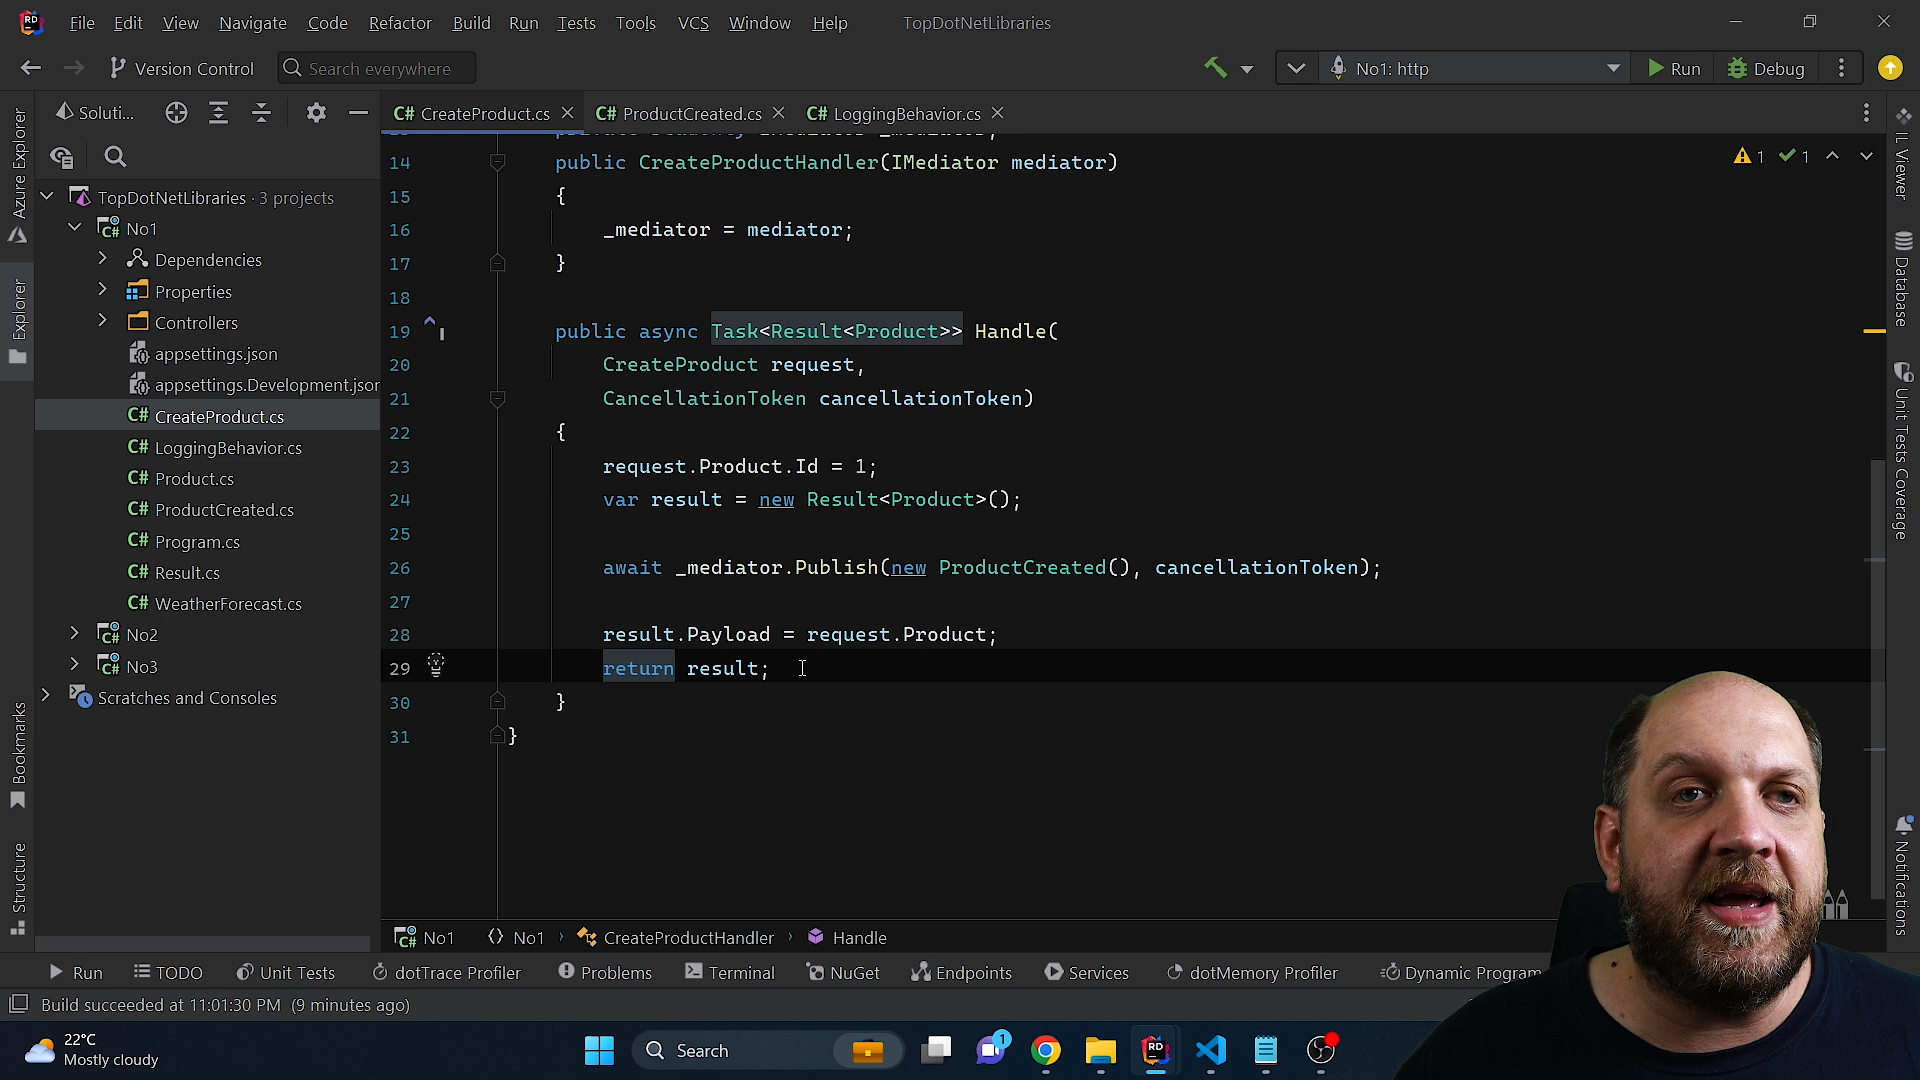 RD File Edit View Navigate Code Refactor Build Run Tests Tools VCS Window Help TopDotNetLibraries
Version Control Search everywhere No1: http Run Debug
Soluti... C# CreateProduct.cs C# ProductCreated.cs C# LoggingBehavior.cs
Azure Explorer
Explorer
Bookmarks
Structure
TopDotNetLibraries · 3 projects
C# No1
Dependencies
Properties
Controllers
appsettings.json
appsettings.Development.json
C# CreateProduct.cs
C# LoggingBehavior.cs
C# Product.cs
C# ProductCreated.cs
C# Program.cs
C# Result.cs
C# WeatherForecast.cs
C# No2
C# No3
Scratches and Consoles
1 1
14 public CreateProductHandler(IMediator mediator)
15 {
16 _mediator = mediator;
17 }
18
19 public async Task<Result<Product>> Handle(
20 CreateProduct request,
21 CancellationToken cancellationToken)
22 {
23 request.Product.Id = 1;
24 var result = new Result<Product>();
25
26 await _mediator.Publish(new ProductCreated(), cancellationToken);
27
28 result.Payload = request.Product;
29 return result;
30 }
31 }
IL Viewer
Database
Unit Tests Coverage
Notifications
C# No1 No1 CreateProductHandler Handle
Run TODO Unit Tests dotTrace Profiler Problems Terminal NuGet Endpoints Services dotMemory Profiler Dynamic Program
Build succeeded at 11:01:30 PM (9 minutes ago)
22°C
Mostly cloudy
Search
1
RD